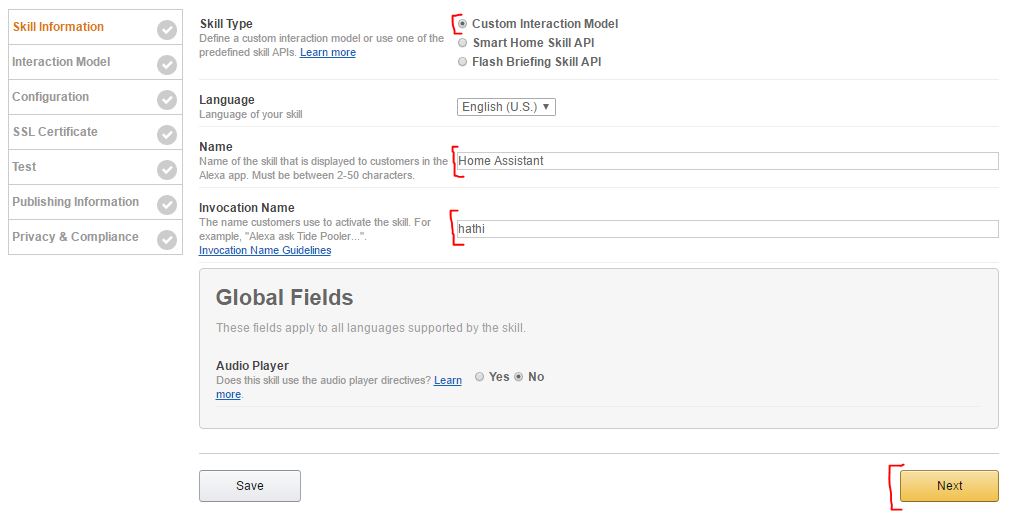 Skill Information
Interaction Model
Configuration
SSL Certificate
Test
Publishing Information
Privacy & Compliance
Skill Type
Define a custom interaction model or use one of the
predefined skill APIs. Learn more
Custom Interaction Model
Smart Home Skill API
Flash Briefing Skill API
Language
Language of your skill
English (U.S.)
Name
Name of the skill that is displayed to customers in the
Alexa app. Must be between 2-50 characters.
Home Assistant
Invocation Name
The name customers use to activate the skill. For
example, "Alexa ask Tide Pooler...".
Invocation Name Guidelines
hathi
Global Fields
These fields apply to all languages supported by the skill.
Audio Player
Does this skill use the audio player directives? Learn
more.
Yes No
Save
Next